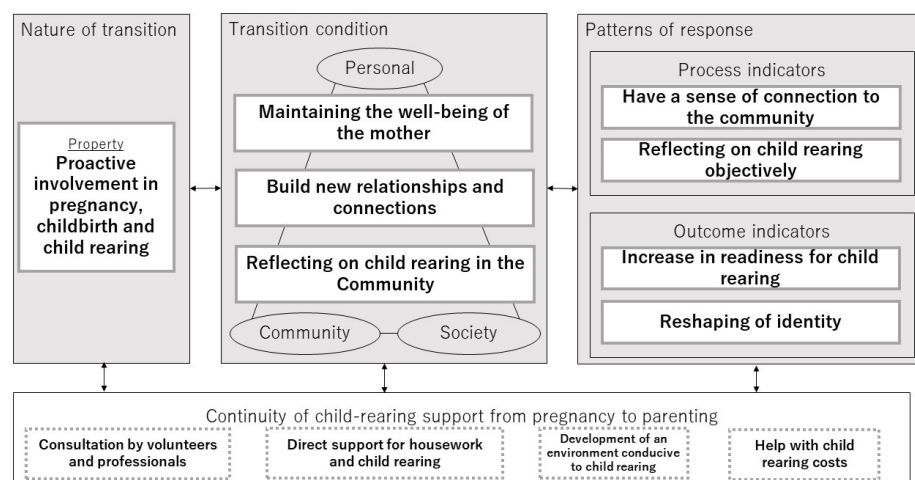 Nature of transition
Property
Proactive
involvement in
pregnancy,
childbirth and
child rearing
Transition condition
Personal
Maintaining the well-being of
the mother
Build new relationships and
connections
Reflecting on child rearing in the
Community
Community
Society
Patterns of response
Process indicators
Have a sense of connection to
the community
Reflecting on child rearing
objectively
Outcome indicators
Increase in readiness for child
rearing
Reshaping of identity
Continuity of child-rearing support from pregnancy to parenting
Consultation by volunteers
and professionals
Direct support for housework
and child rearing
Development of an
environment conducive
to child rearing
Help with child
rearing costs